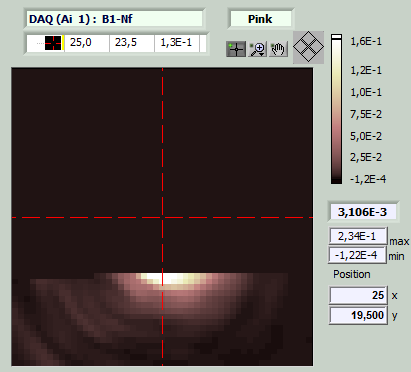 DAQ (Ai 1) : B1-Nf
Pink
25,0 23,5 1,3E-1
1,6E-1
1,2E-1
1,0E-1
7,5E-2
5,0E-2
2,5E-2
-1,2E-4
3,106E-3
2,34E-1 max
-1,22E-4 min
Position
25 x
19,500 y